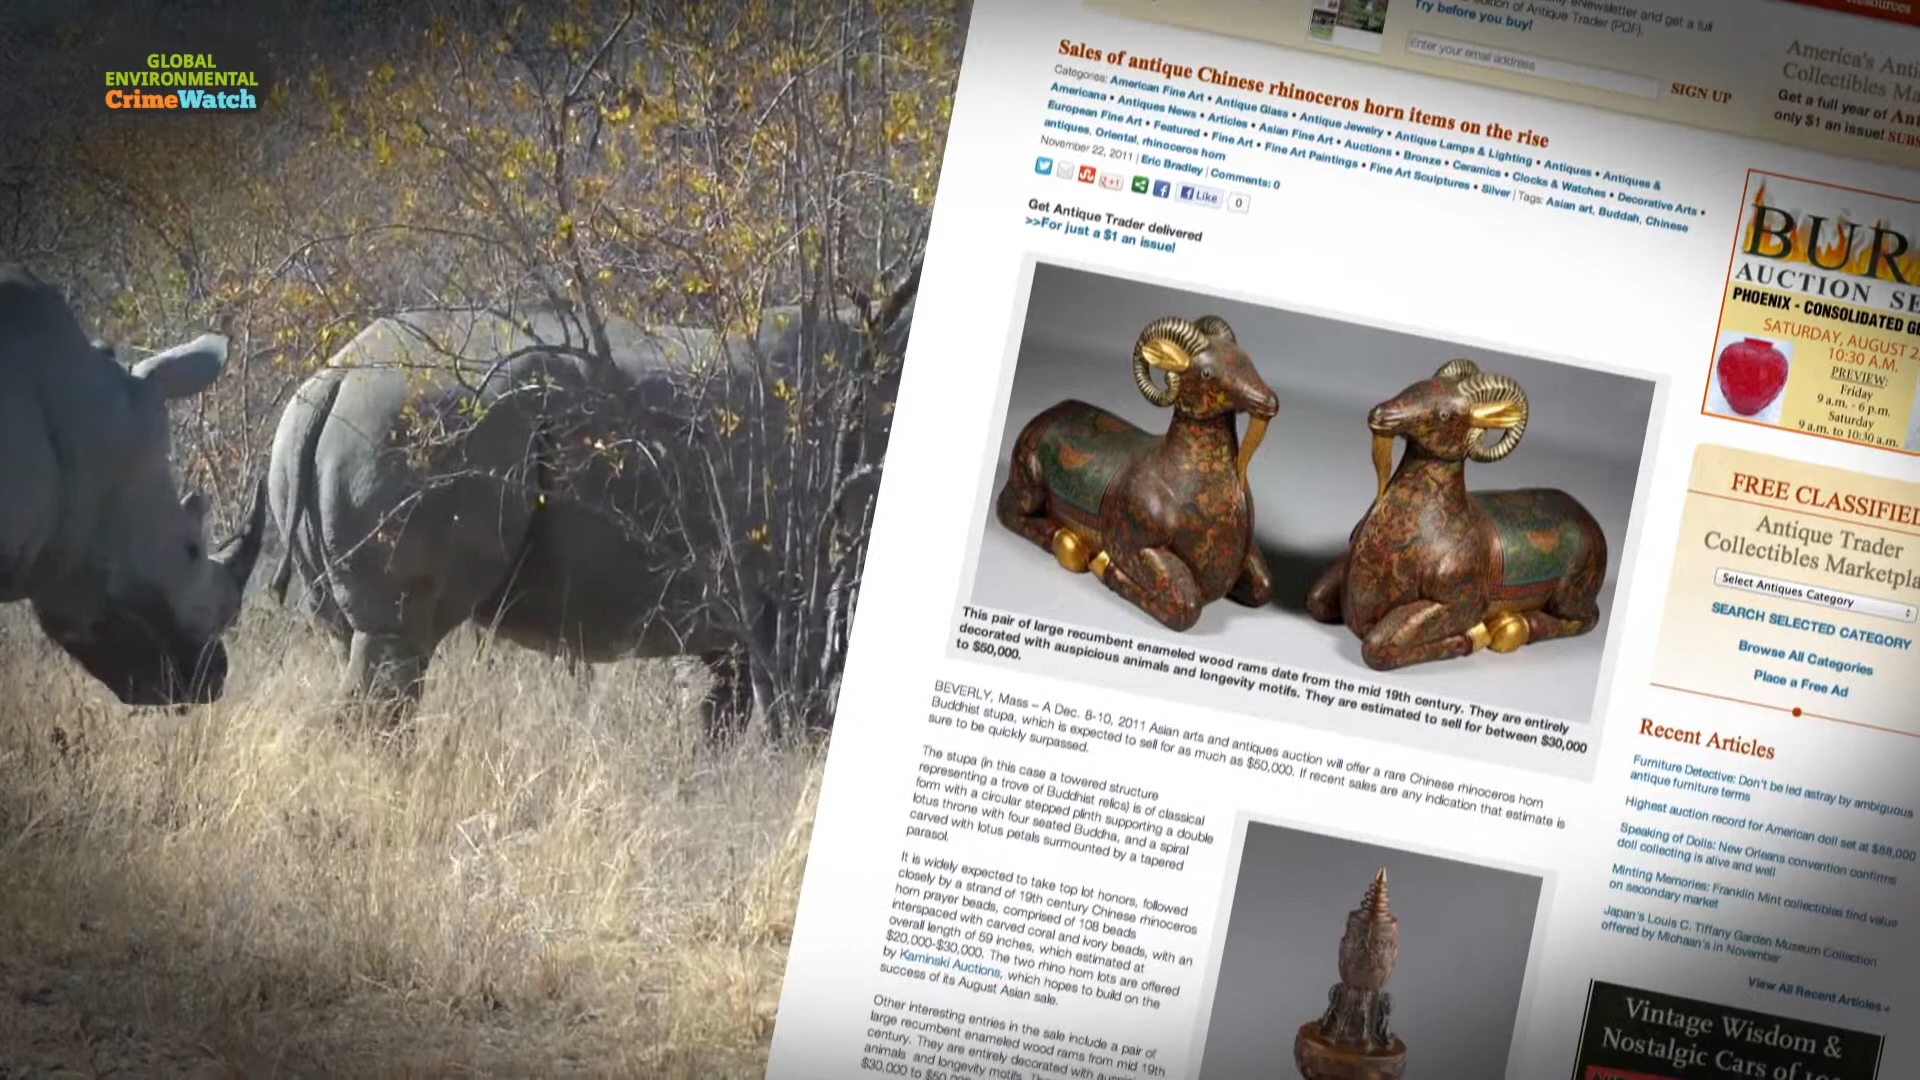 GLOBAL
ENVIRONMENTAL
CrimeWatch
eNewsletter and get a full
edition of Antique Trader (PDF).
Try before you buy!
Enter your email address
SIGN UP
Resources
America's Anti
Collectibles Ma
Get a full year of Ant
only $1 an issue! SUBS
Sales of antique Chinese rhinoceros horn items on the rise
Categories: American Fine Art • Antique Glass • Antique Jewelry • Antique Lamps & Lighting • Antiques • Antiques &
Americana • Antiques News • Articles • Asian Fine Art • Auctions • Bronze • Ceramics • Clocks & Watches • Decorative Arts •
European Fine Art • Featured • Fine Art • Fine Art Paintings • Fine Art Sculptures • Silver | Tags: Asian art, Buddah, Chinese
antiques, Oriental, rhinoceros horn
November 22, 2011 | Eric Bradley | Comments: 0
+1
Like
0
Get Antique Trader delivered
>>For just a $1 an issue!
This pair of large recumbent enameled wood rams date from the mid 19th century. They are entirely
decorated with auspicious animals and longevity motifs. They are estimated to sell for between $30,000
to $50,000.
BEVERLY, Mass – A Dec. 8-10, 2011 Asian arts and antiques auction will offer a rare Chinese rhinoceros horn
Buddhist stupa, which is expected to sell for as much as $50,000. If recent sales are any indication that estimate is
sure to be quickly surpassed.
The stupa (in this case a towered structure
representing a trove of Buddhist relics) is of classical
form with a circular stepped plinth supporting a double
lotus throne with four seated Buddha, and a spiral
carved with lotus petals surmounted by a tapered
parasol.
It is widely expected to take top lot honors, followed
closely by a strand of 19th century Chinese rhinoceros
horn prayer beads, comprised of 108 beads
interspaced with carved coral and ivory beads, with an
overall length of 59 inches, which estimated at
$20,000-$30,000. The two rhino horn lots are offered
by Kaminski Auctions, which hopes to build on the
success of its August Asian sale.
Other interesting entries in the sale include a pair of
large recumbent enameled wood rams from mid 19th
century. They are entirely decorated with
animals and longevity motifs.
$30,000 to
BUR
AUCTION SE
PHOENIX - CONSOLIDATED GL
SATURDAY, AUGUST 2
10:30 A.M.
PREVIEW:
Friday
9 a.m. - 6 p.m.
Saturday
9 a.m. to 10:30 a.m.
FREE CLASSIFIED
Antique Trader
Collectibles Marketpla
Select Antiques Category
SEARCH SELECTED CATEGORY
Browse All Categories
Place a Free Ad
Recent Articles
Furniture Detective: Don't be led astray by ambiguous
antique furniture terms
Highest auction record for American doll set at $88,000
Speaking of Dolls: New Orleans convention confirms
doll collecting is alive and well
Minting Memories: Franklin Mint collectibles find value
on secondary market
Japan's Louis C. Tiffany Garden Museum Collection
offered by Michaan's in November
View All Recent Articles
Vintage Wisdom &
Nostalgic Cars of